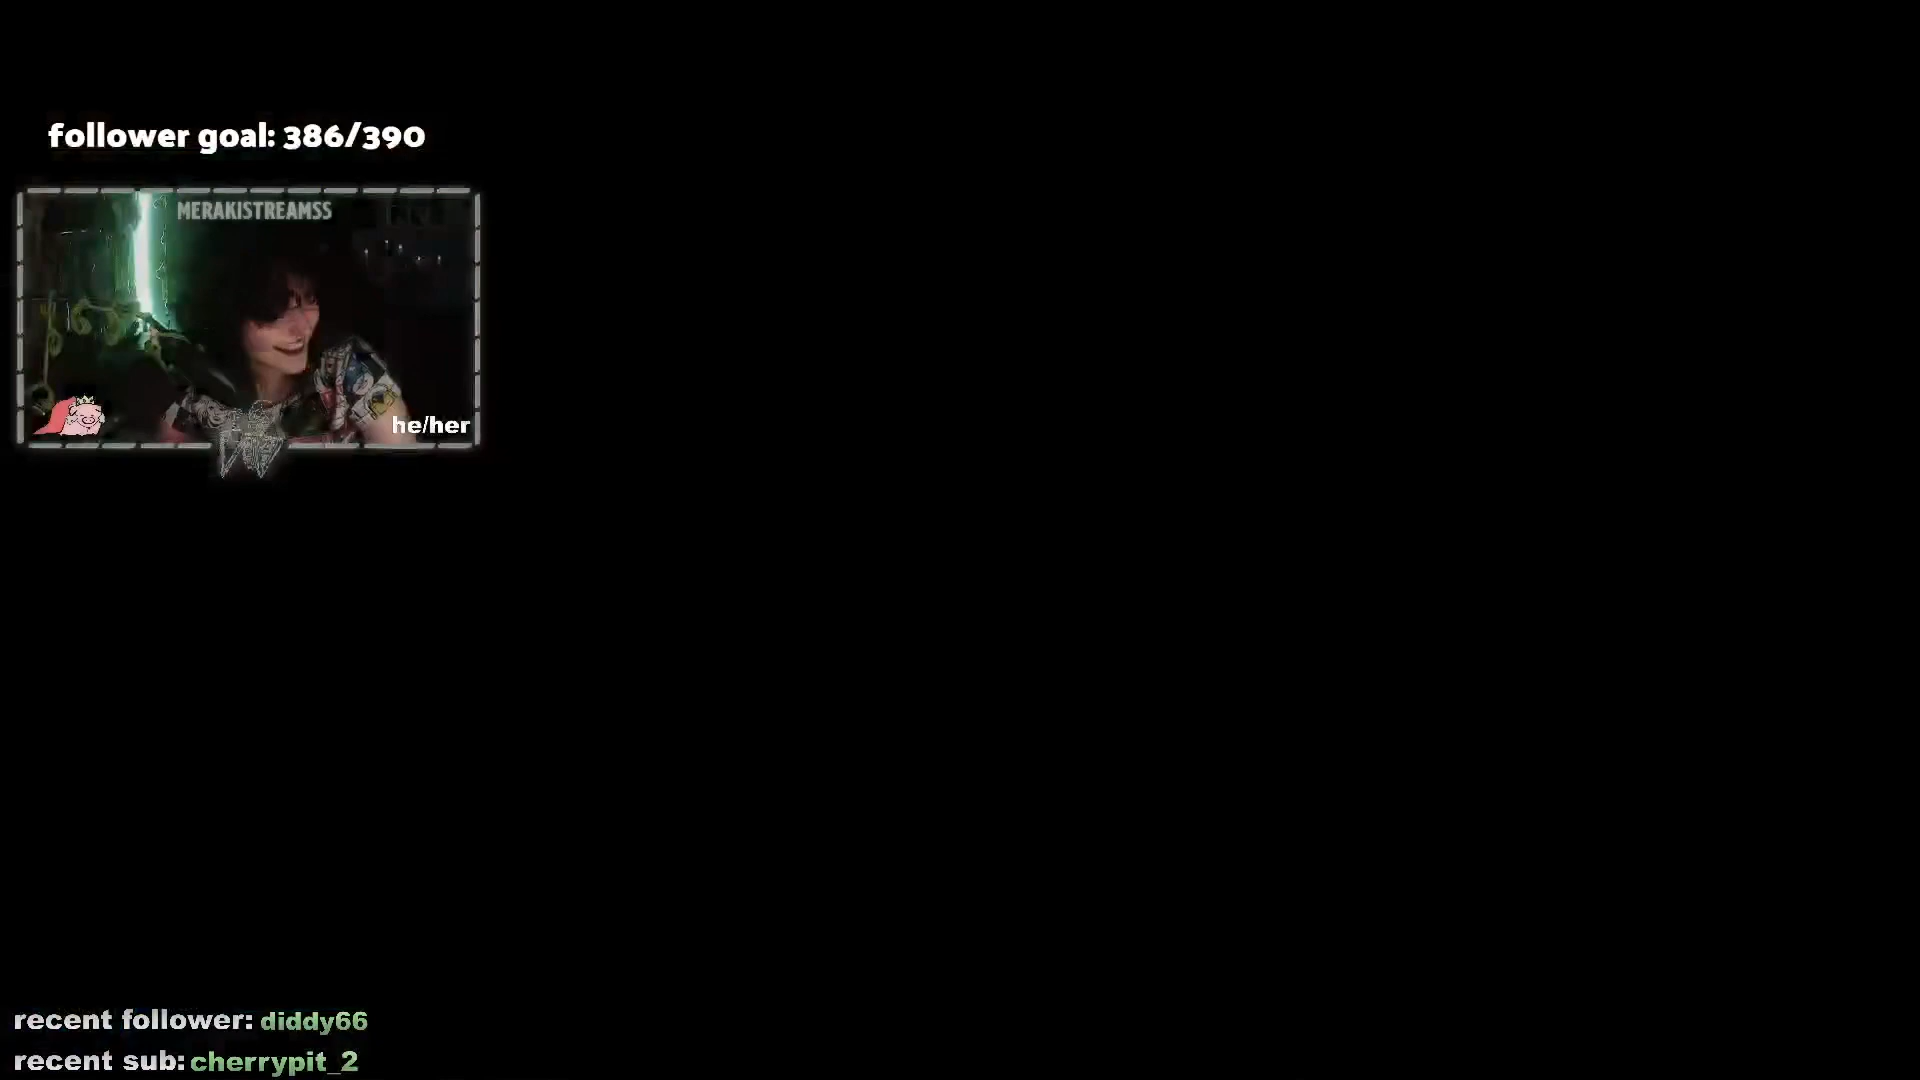 follower goal: 386/390
MERAKISTREAMSS
he/her
recent follower: diddy66
recent sub: cherrypit_2